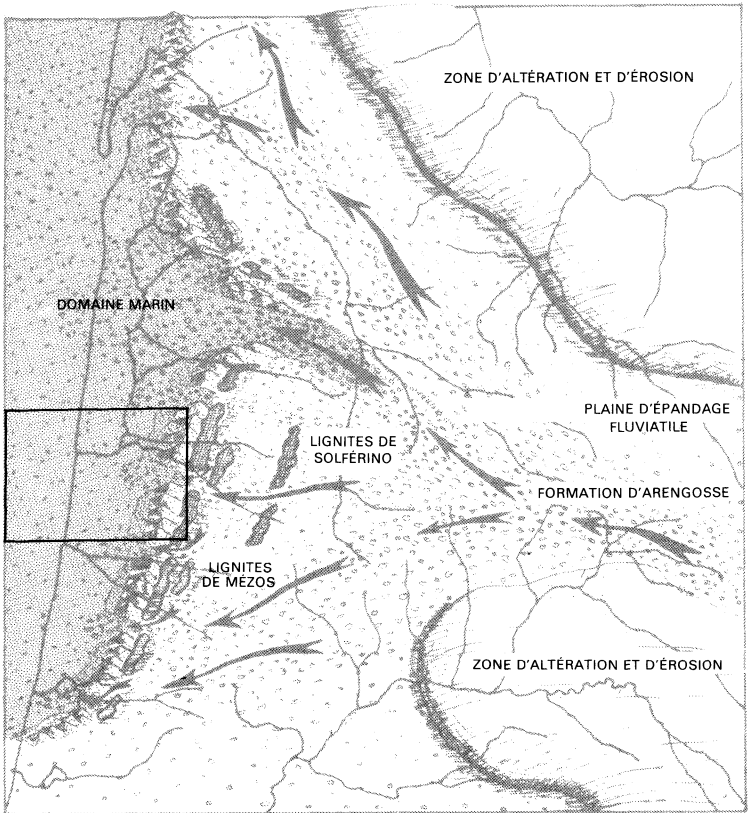 ZONE D'ALTÉRATION ET D'ÉROSION
DOMAINE MARIN
PLAINE D'ÉPANDAGE
FLUVIATILE
LIGNITES DE
SOLFÉRINO
FORMATION D'ARENGOSSE
LIGNITES
DE MÉZOS
ZONE D'ALTÉRATION ET D'ÉROSION